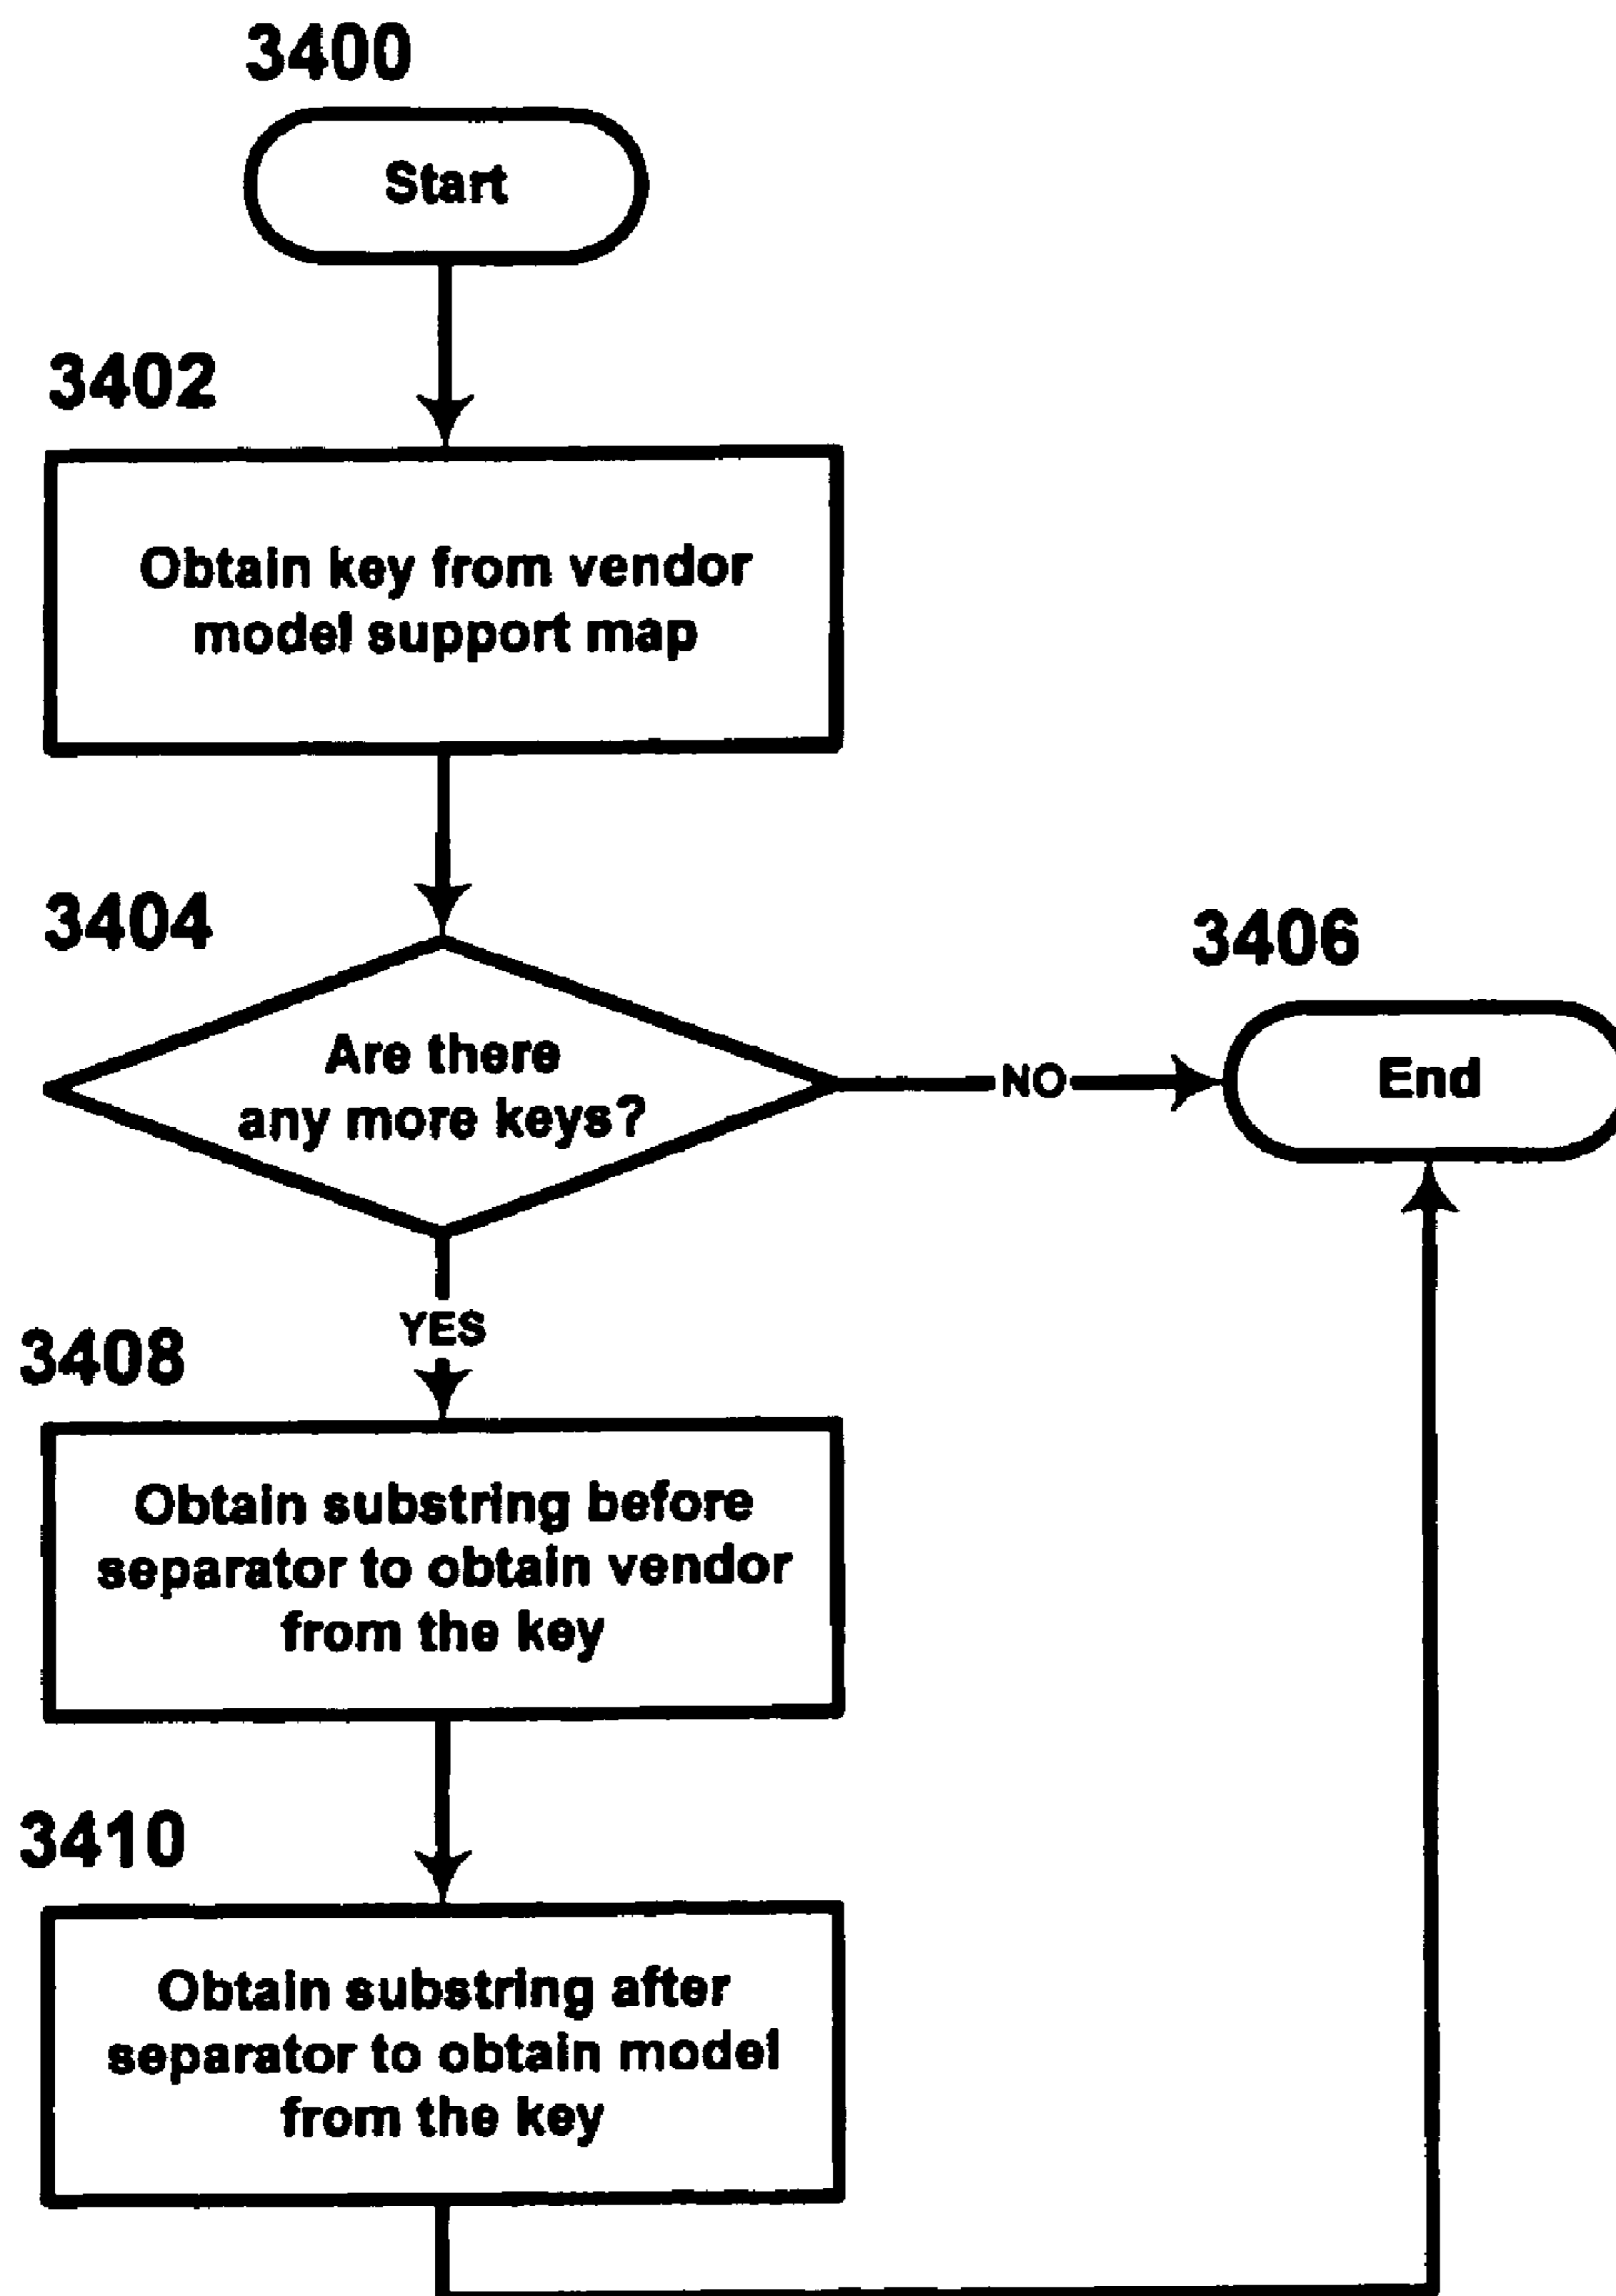 3400
Start
3402
Obtain key from vendor
model support map
3404
Are there
any more keys?
NO
3406
End
YES
3408
Obtain substring before
separator to obtain vendor
from the key
3410
Obtain substring after
separator to obtain model
from the key